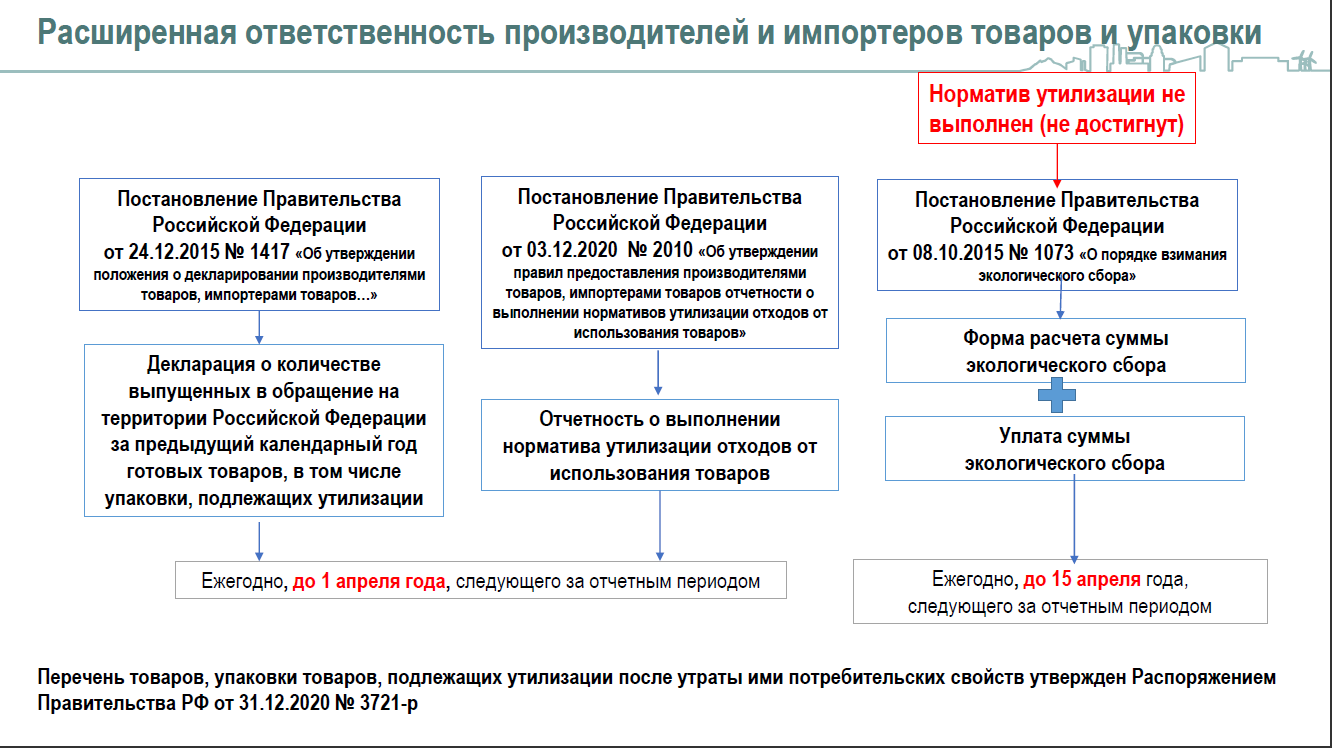 Расширенная ответственность производителей и импортеров товаров и упаковки
Норматив утилизации не
выполнен (не достигнут)
Постановление Правительства
Российской Федерации
от 24.12.2015 № 1417 «Об утверждении
положения о декларировании производителями
товаров, импортерами товаров…»
Декларация о количестве
выпущенных в обращение на
территории Российской Федерации
за предыдущий календарный год
готовых товаров, в том числе
упаковки, подлежащих утилизации
Постановление Правительства
Российской Федерации
от 03.12.2020 № 2010 «Об утверждении
правил предоставления производителями
товаров, импортерами товаров отчетности о
выполнении нормативов утилизации отходов от
использования товаров»
Отчетность о выполнении
норматива утилизации отходов от
использования товаров
Ежегодно, до 1 апреля года, следующего за отчетным периодом
Постановление Правительства
Российской Федерации
от 08.10.2015 № 1073 «О порядке взимания
экологического сбора»
Форма расчета суммы
экологического сбора
Уплата суммы
экологического сбора
Ежегодно, до 15 апреля года,
следующего за отчетным периодом
Перечень товаров, упаковки товаров, подлежащих утилизации после утраты ими потребительских свойств утвержден Распоряжением
Правительства РФ от 31.12.2020 № 3721-р